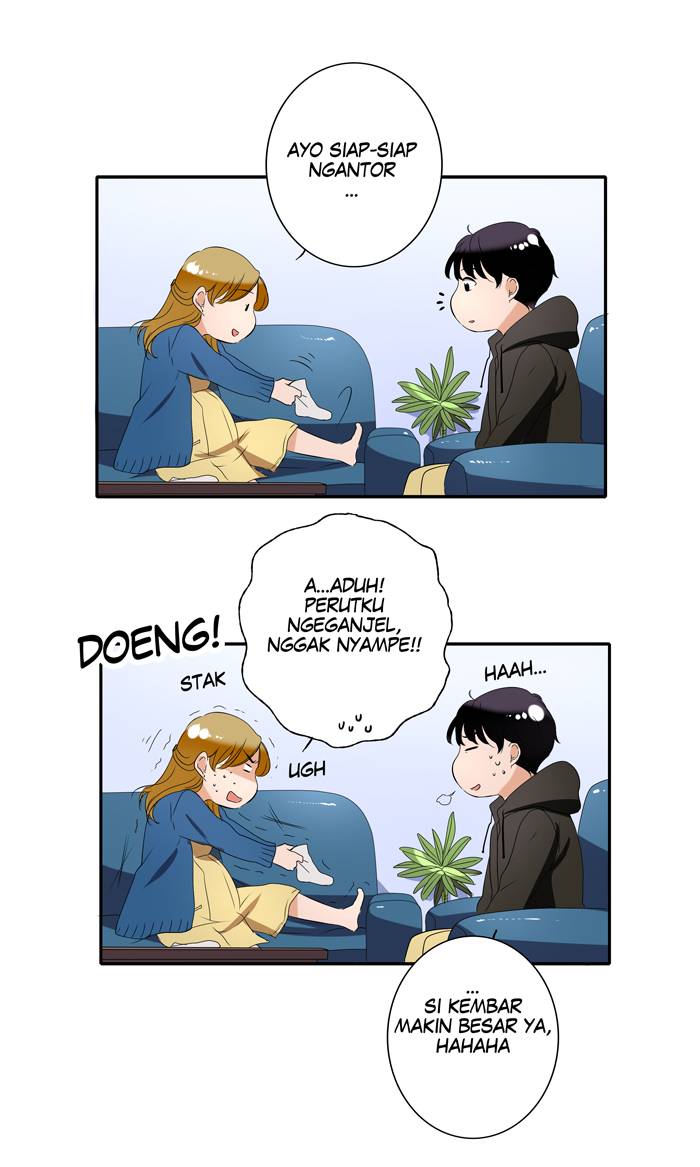 AYO SIAP-SIAP
NGANTOR
...
A...ADUH!
PERUTKU
NGEGANJEL,
NGGAK NYAMPE!!
DOENG!
STAK
UGH
HAAH...
...
SI KEMBAR
MAKIN BESAR YA,
HAHAHA